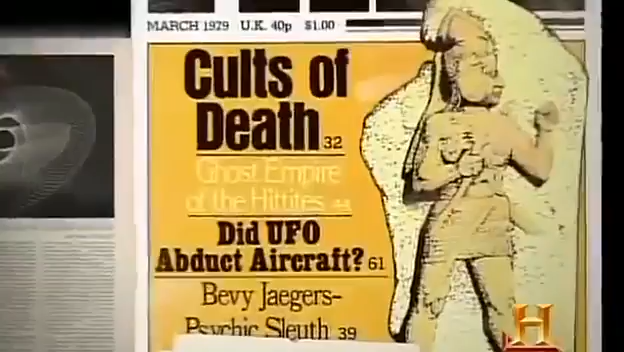 MARCH 1979 U.K. 40p $1.00
Cults of
Death 32
Ghost Empire
of the Hittites 44
Did UFO
Abduct Aircraft? 61
Bevy Jaegers-
Psychic Sleuth 39
H